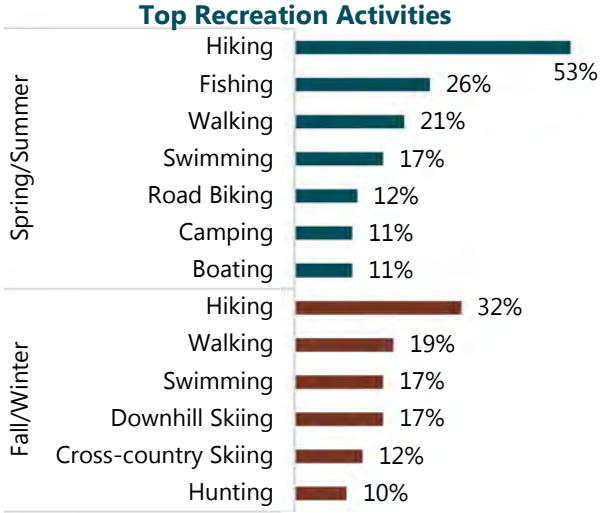 Top Recreation Activities
Spring/Summer
Hiking 53%
Fishing 26%
Walking 21%
Swimming 17%
Road Biking 12%
Camping 11%
Boating 11%
Fall/Winter
Hiking 32%
Walking 19%
Swimming 17%
Downhill Skiing 17%
Cross-country Skiing 12%
Hunting 10%